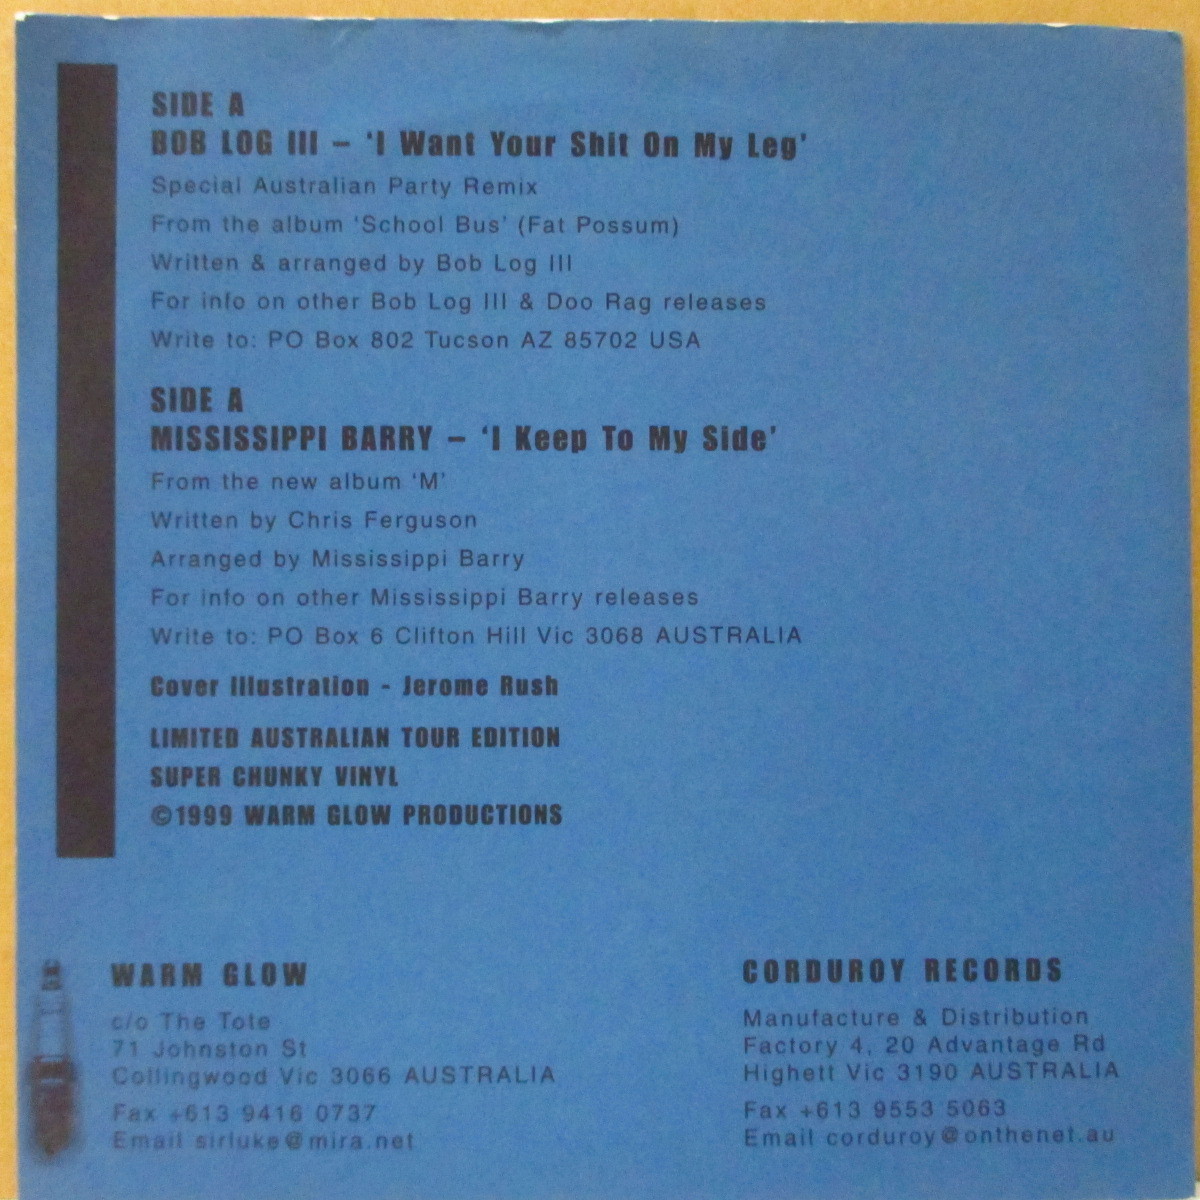 SIDE A
BOB LOG III – ‘I Want Your Shit On My Leg’
Special Australian Party Remix
From the album ‘School Bus’ (Fat Possum)
Written & arranged by Bob Log III
For info on other Bob Log III & Doo Rag releases
Write to: PO Box 802 Tucson AZ 85702 USA
SIDE A
MISSISSIPPI BARRY – ‘I Keep To My Side’
From the new album ‘M’
Written by Chris Ferguson
Arranged by Mississippi Barry
For info on other Mississippi Barry releases
Write to: PO Box 6 Clifton Hill Vic 3068 AUSTRALIA
Cover Illustration - Jerome Rush
LIMITED AUSTRALIAN TOUR EDITION
SUPER CHUNKY VINYL
©1999 WARM GLOW PRODUCTIONS
WARM GLOW
c/o The Tote
71 Johnston St
Collingwood Vic 3066 AUSTRALIA
Fax +613 9416 0737
Email sirluke@mira.net
CORDUROY RECORDS
Manufacture & Distribution
Factory 4, 20 Advantage Rd
Highett Vic 3190 AUSTRALIA
Fax +613 9553 5063
Email corduroy@onthenet.au